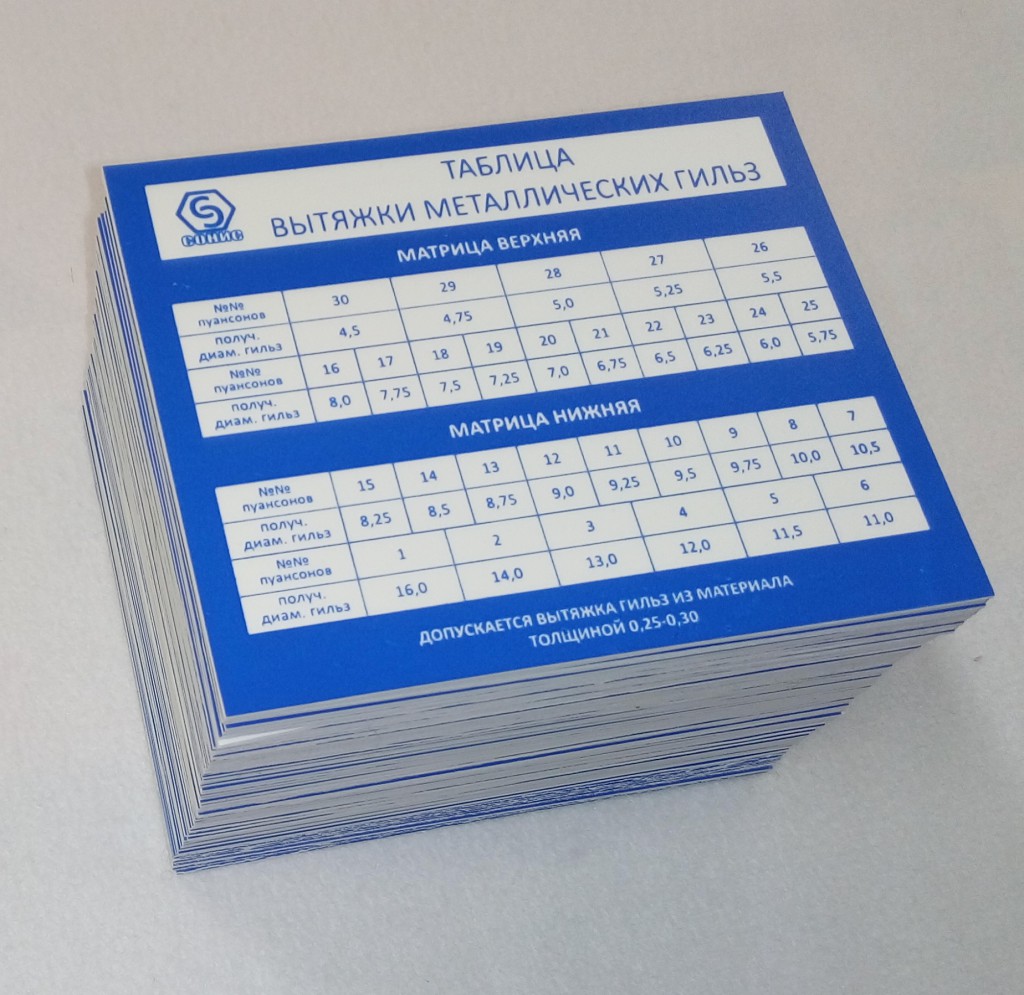 СОНИС
ТАБЛИЦА
ВЫТЯЖКИ МЕТАЛЛИЧЕСКИХ ГИЛЬЗ
МАТРИЦА ВЕРХНЯЯ
№№ пуансонов 30 29 28 27 26
получ. диам. гильз 4,5 4,75 5,0 5,25 5,5
№№ пуансонов 16 17 18 19 20 21 22 23 24 25
получ. диам. гильз 8,0 7,75 7,5 7,25 7,0 6,75 6,5 6,25 6,0 5,75
МАТРИЦА НИЖНЯЯ
№№ пуансонов 15 14 13 12 11 10 9 8 7
получ. диам. гильз 8,25 8,5 8,75 9,0 9,25 9,5 9,75 10,0 10,5
№№ пуансонов 1 2 3 4 5 6
получ. диам. гильз 16,0 14,0 13,0 12,0 11,5 11,0
ДОПУСКАЕТСЯ ВЫТЯЖКА ГИЛЬЗ ИЗ МАТЕРИАЛА
ТОЛЩИНОЙ 0,25-0,30